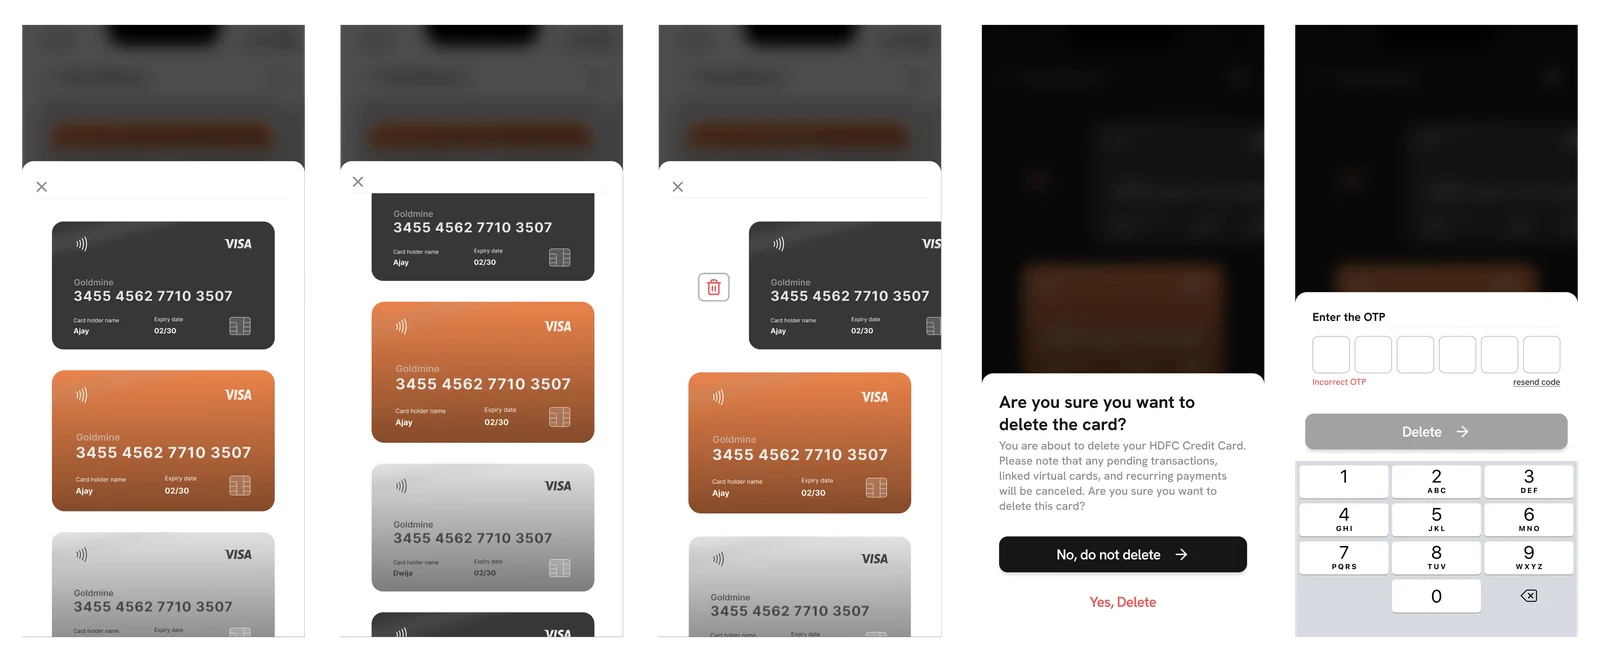 VISA
Goldmine
3455 4562 7710 3507
Card holder name Expiry date
Ajay 02/30
VISA
Goldmine
3455 4562 7710 3507
Card holder name Expiry date
Ajay 02/30
VISA
Goldmine
3455 4562 7710 3507
Card holder name Expiry date
Goldmine
3455 4562 7710 3507
Card holder name Expiry date
Ajay 02/30
VISA
Goldmine
3455 4562 7710 3507
Card holder name Expiry date
Ajay 02/30
VISA
Goldmine
3455 4562 7710 3507
Card holder name Expiry date
Dwija 02/30
VISA
VIS
Goldmine
3455 4562 7710 3507
Card holder name Expiry date
Ajay 02/30
VISA
Goldmine
3455 4562 7710 3507
Card holder name Expiry date
Ajay 02/30
VISA
Goldmine
3455 4562 7710 3507
Card holder name Expiry date
Are you sure you want to
delete the card?
You are about to delete your HDFC Credit Card.
Please note that any pending transactions,
linked virtual cards, and recurring payments
will be canceled. Are you sure you want to
delete this card?
No, do not delete
Yes, Delete
Enter the OTP
Incorrect OTP resend code
Delete
1 2 3
ABC DEF
4 5 6
GHI JKL MNO
7 8 9
PQRS TUV WXYZ
0